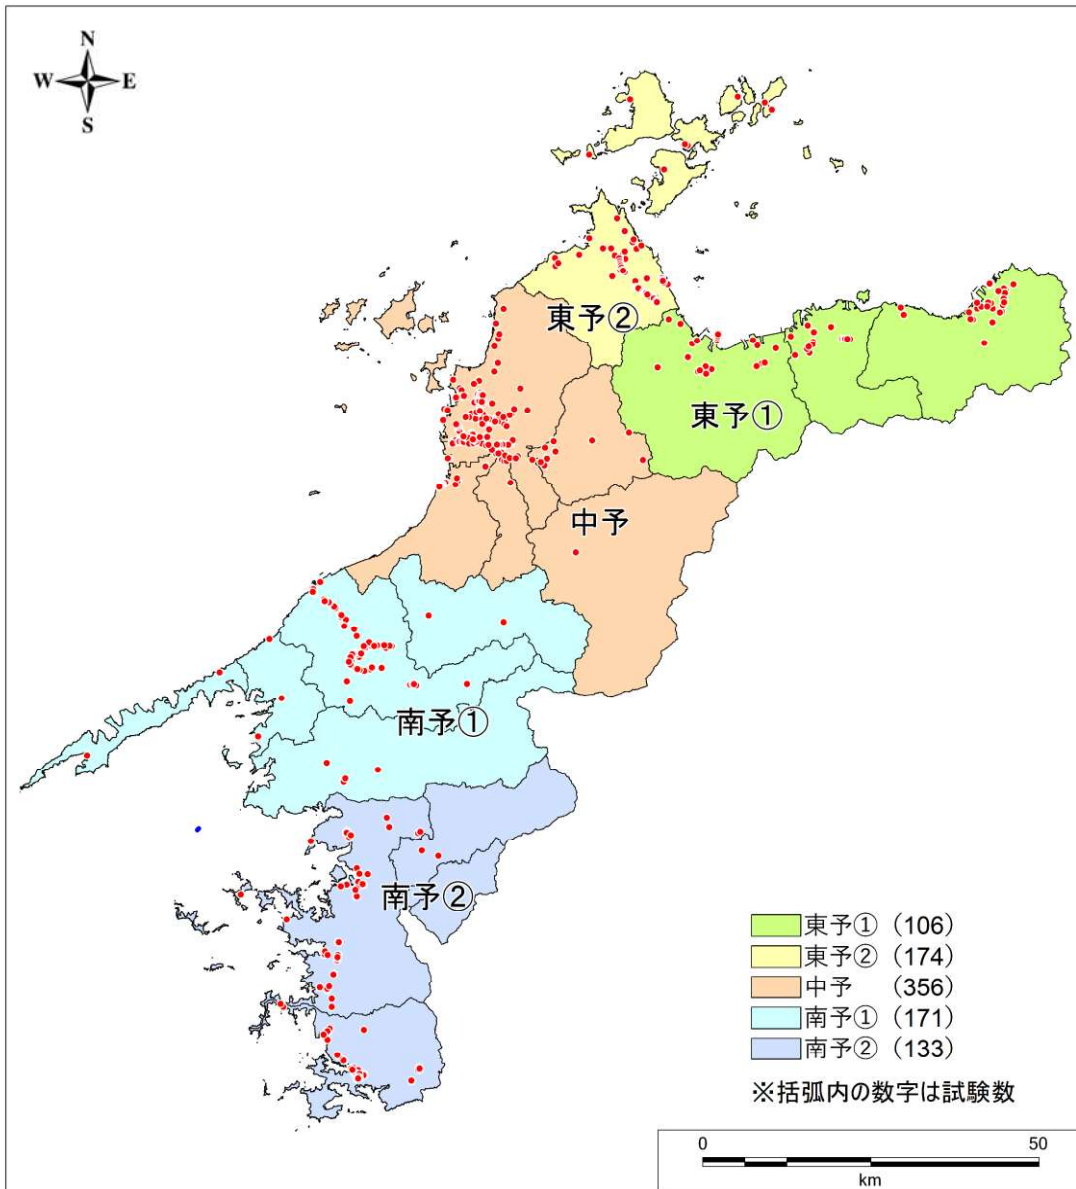 N
W E
S
東予②
東予①
中予
南予①
南予②
東予① (106)
東予② (174)
中予 (356)
南予① (171)
南予② (133)
※括弧内の数字は試験数
0 50
km